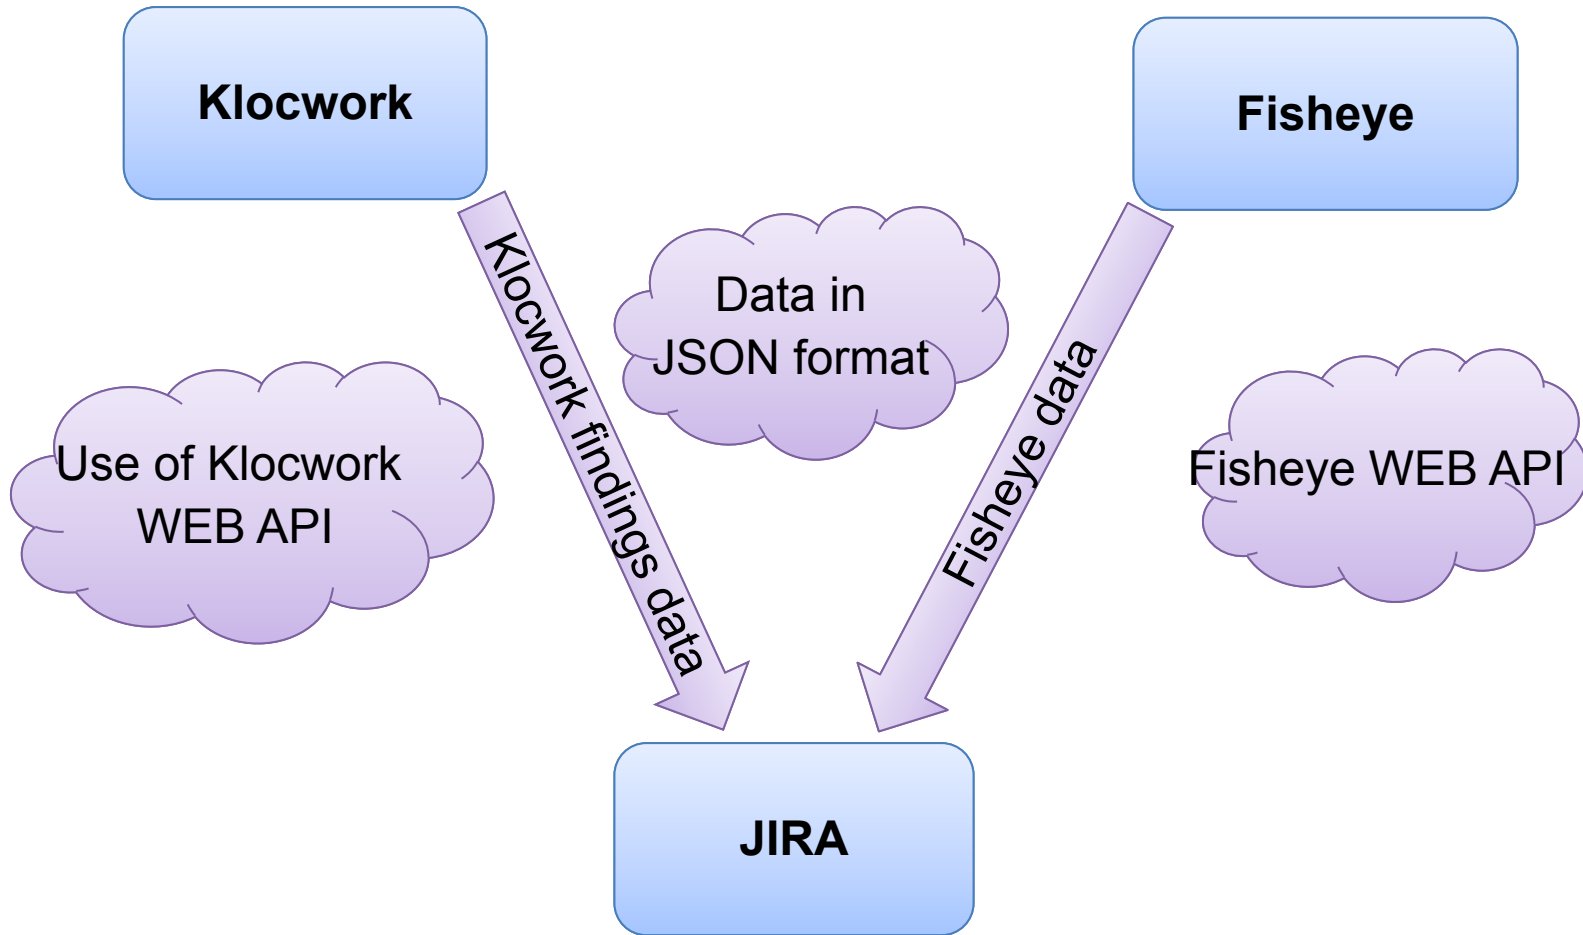 Klocwork
Fisheye
Data in
JSON format
Klocwork findings data
Fisheye data
Use of Klocwork
WEB API
Fisheye WEB API
JIRA